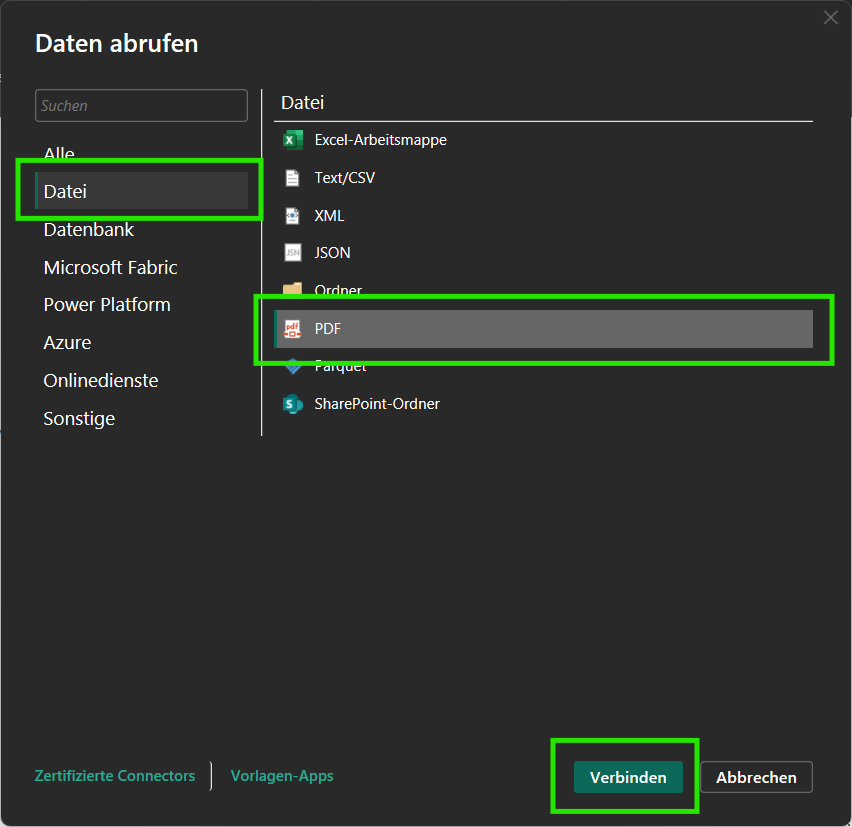 Daten abrufen
Suchen
Alle
Datei
Datenbank
Microsoft Fabric
Power Platform
Azure
Onlinedienste
Sonstige
Datei
Excel-Arbeitsmappe
Text/CSV
XML
JSON
Ordner
PDF
Parquet
SharePoint-Ordner
Zertifizierte Connectors
Vorlagen-Apps
Verbinden
Abbrechen